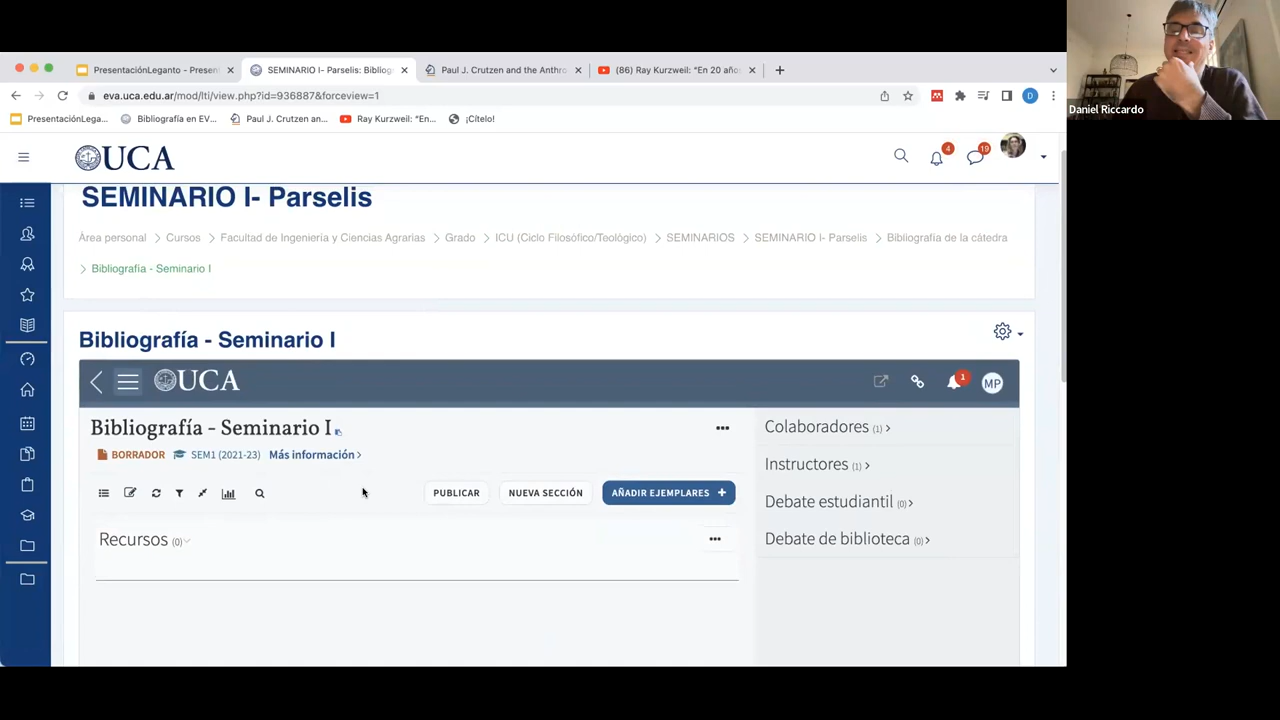 PresentaciónLeganto - Presen
SEMINARIO I- Parselis: Bibliog
Paul J. Crutzen and the Anthr
(86) Ray Kurzweil: "En 20 año
eva.uca.edu.ar/mod/lti/view.php?id=936887&forceview=1
D
PresentaciónLega...
Bibliografía en EV...
Paul J. Crutzen an...
Ray Kurzweil: "En...
¡Cítelo!
Daniel Riccardo
UCA
4
19
SEMINARIO I- Parselis
Área personal > Cursos > Facultad de Ingeniería y Ciencias Agrarias > Grado > ICU (Ciclo Filosófico/Teológico) > SEMINARIOS > SEMINARIO I- Parselis > Bibliografía de la cátedra
> Bibliografía - Seminario I
Bibliografía - Seminario I
UCA
1
MP
Bibliografía - Seminario I
BORRADOR SEM1 (2021-23) Más información >
PUBLICAR
NUEVA SECCIÓN
AÑADIR EJEMPLARES +
Recursos (0)
Colaboradores (1) >
Instructores (1) >
Debate estudiantil (0) >
Debate de biblioteca (0) >